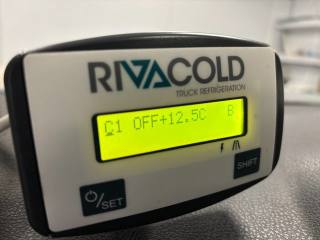 RIVACOLD
TRUCK REFRIGERATION
C1 OFF+12.5C B
⏻/SET
SHIFT